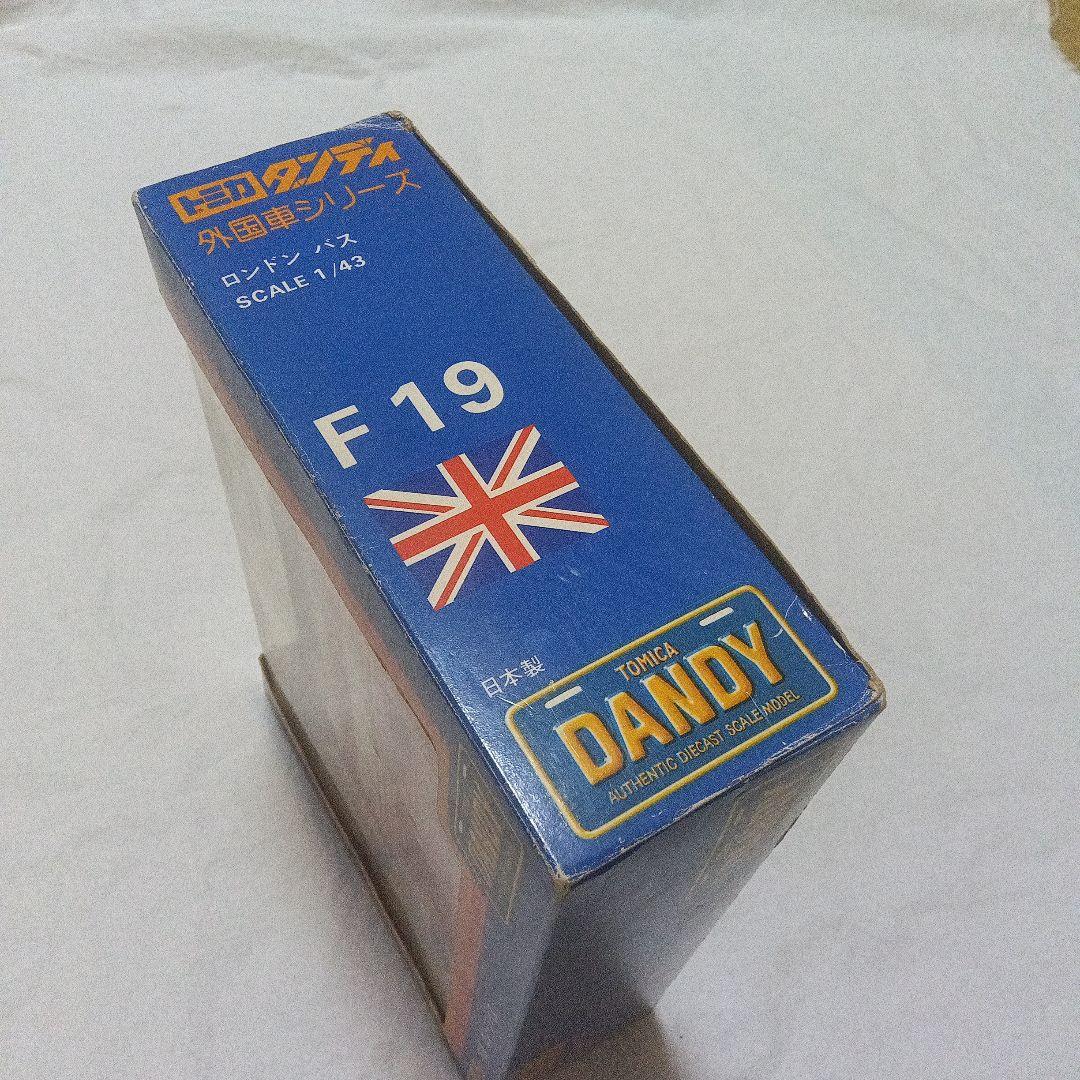 トミカ ダンディ
外国車シリーズ
ロンドン バス
SCALE 1/43
F 19
日本製
TOMICA
DANDY
AUTHENTIC DIECAST SCALE MODEL